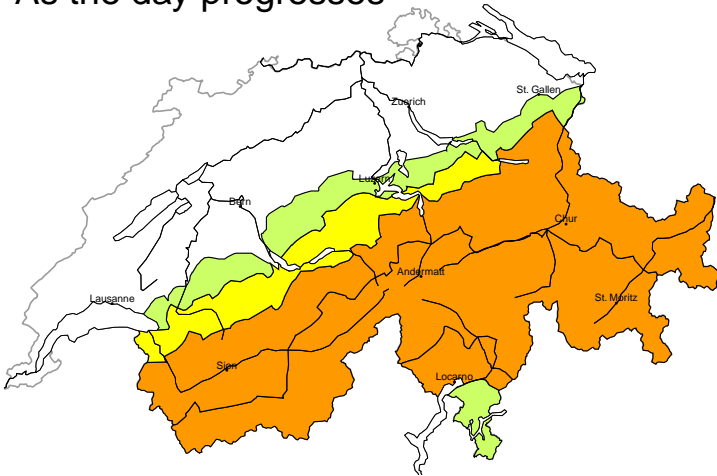 As the day progresses
St. Gallen
Zuerich
Luzern
Bern
Chur
Andermatt
Lausanne
St. Moritz
Sion
Locarno